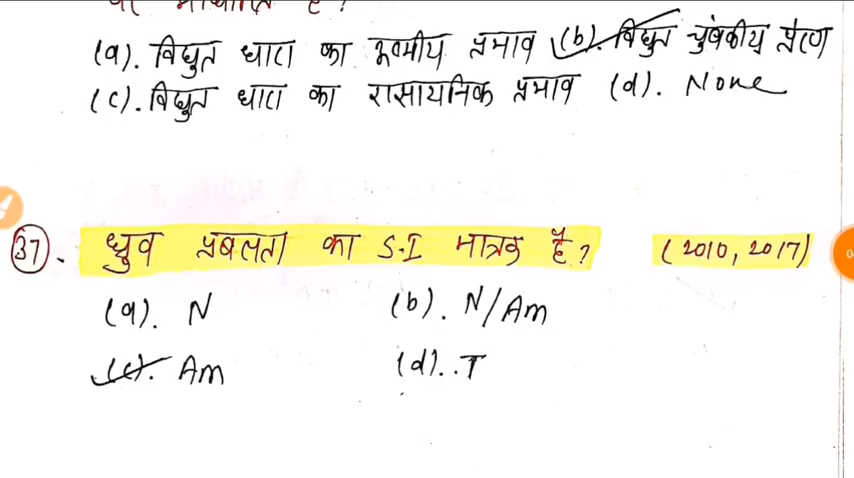 (a). विधुत धारा का ऊष्मीय प्रभाव (b). विधुत चुंबकीय प्रेरण
(c). विधुत धारा का रासायनिक प्रभाव (d). None
37. ध्रुव प्रबलता का S.I मात्रक है? (2010, 2017)
(a). N (b). N/Am
(c). Am (d). T